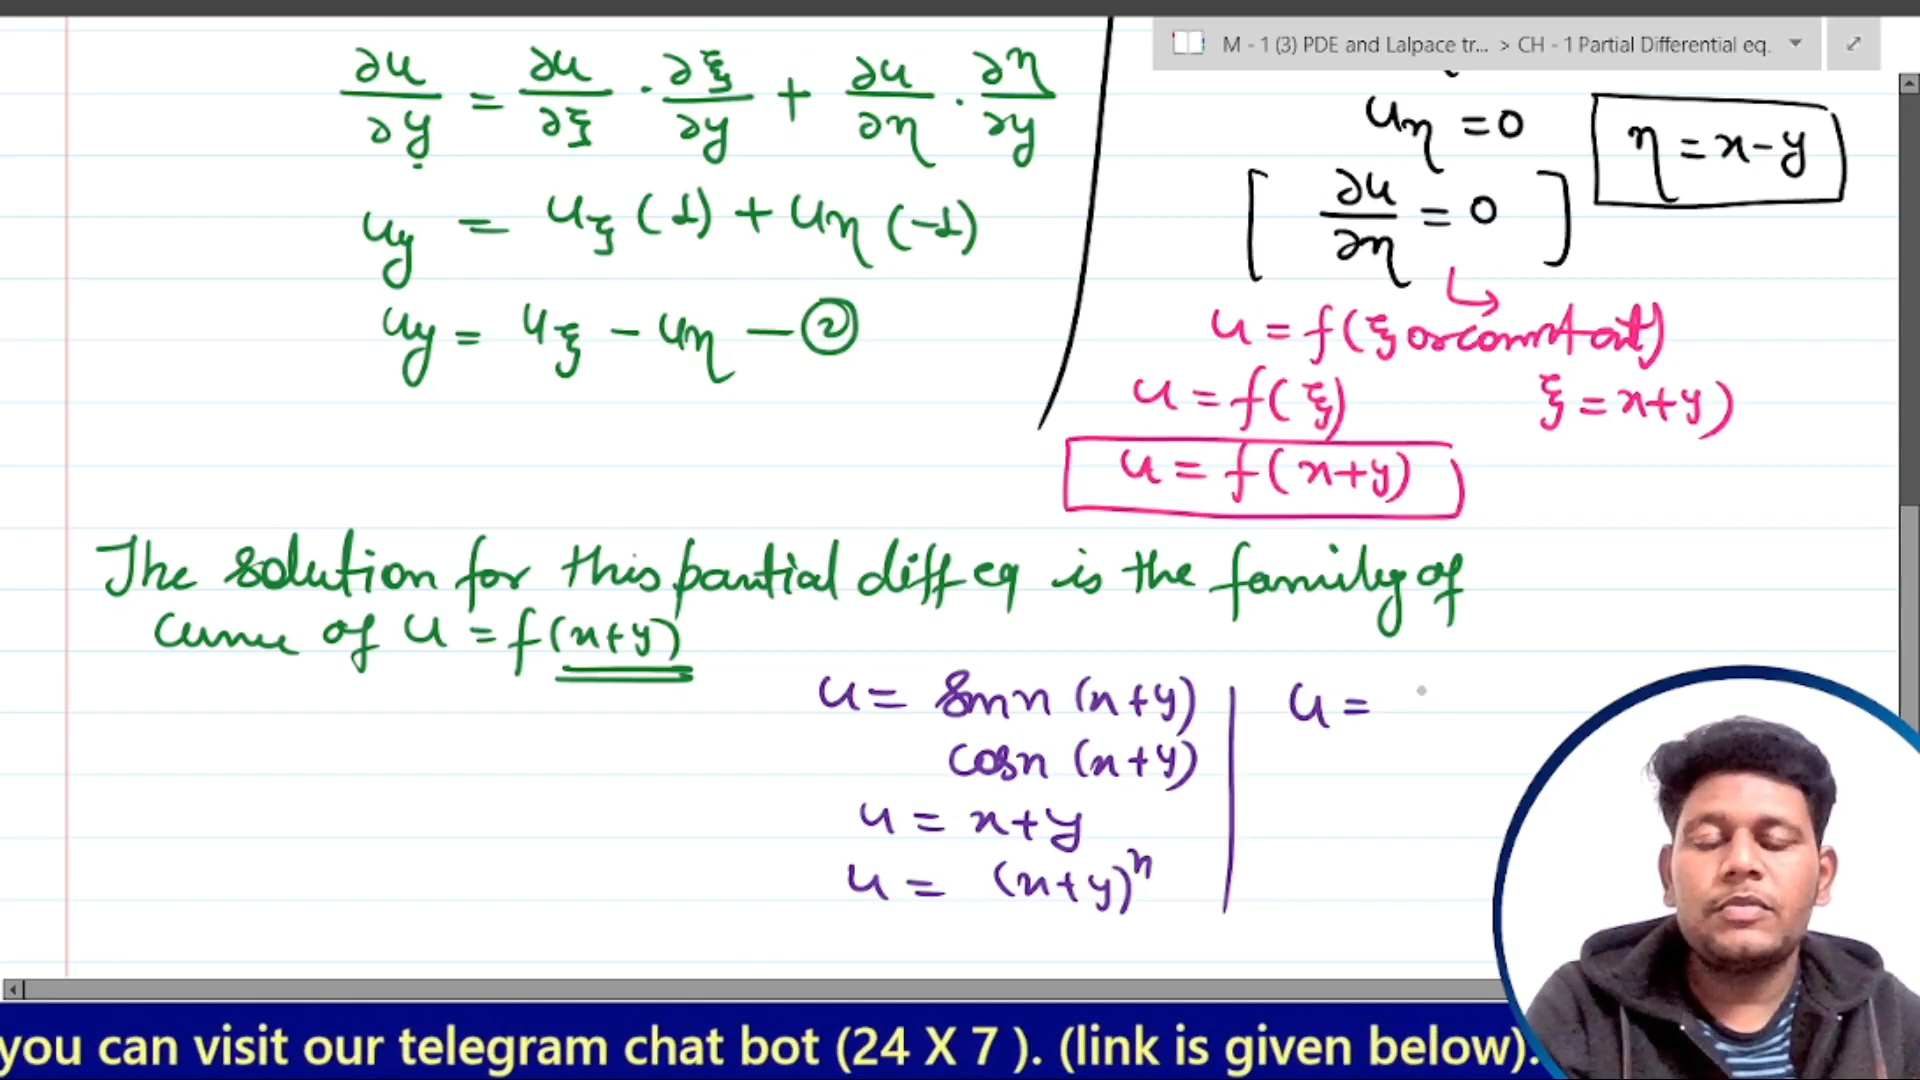 M - 1 (3) PDE and Lalpace tr... > CH - 1 Partial Differential eq.
∂u/∂y = ∂u/∂ξ · ∂ξ/∂y + ∂u/∂η · ∂η/∂y
u_y = u_ξ (1) + u_η (-1)
u_y = u_ξ - u_η — ②
u_η = 0
η = x - y
[ ∂u/∂η = 0 ]
u = f(ξ or constant)
u = f(ξ)
ξ = x+y)
u = f(x+y)
The solution for this partial diff eq is the family of
curve of u = f(x+y)
u = sinn (x+y)
cosn (x+y)
u = x+y
u = (x+y)^n
u =
you can visit our telegram chat bot (24 X 7 ). (link is given below).